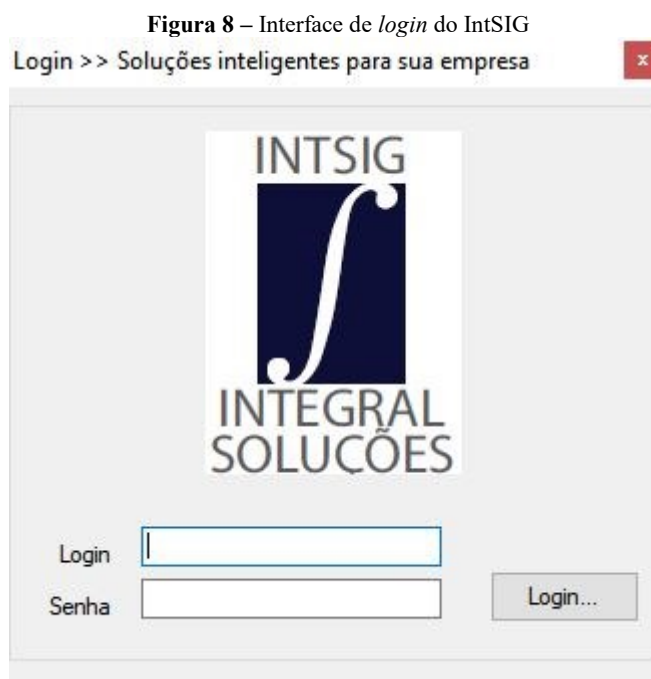 Figura 8 – Interface de login do IntSIG
Login >> Soluções inteligentes para sua empresa
x
INTSIG
INTEGRAL
SOLUÇÕES
Login
Senha
Login...